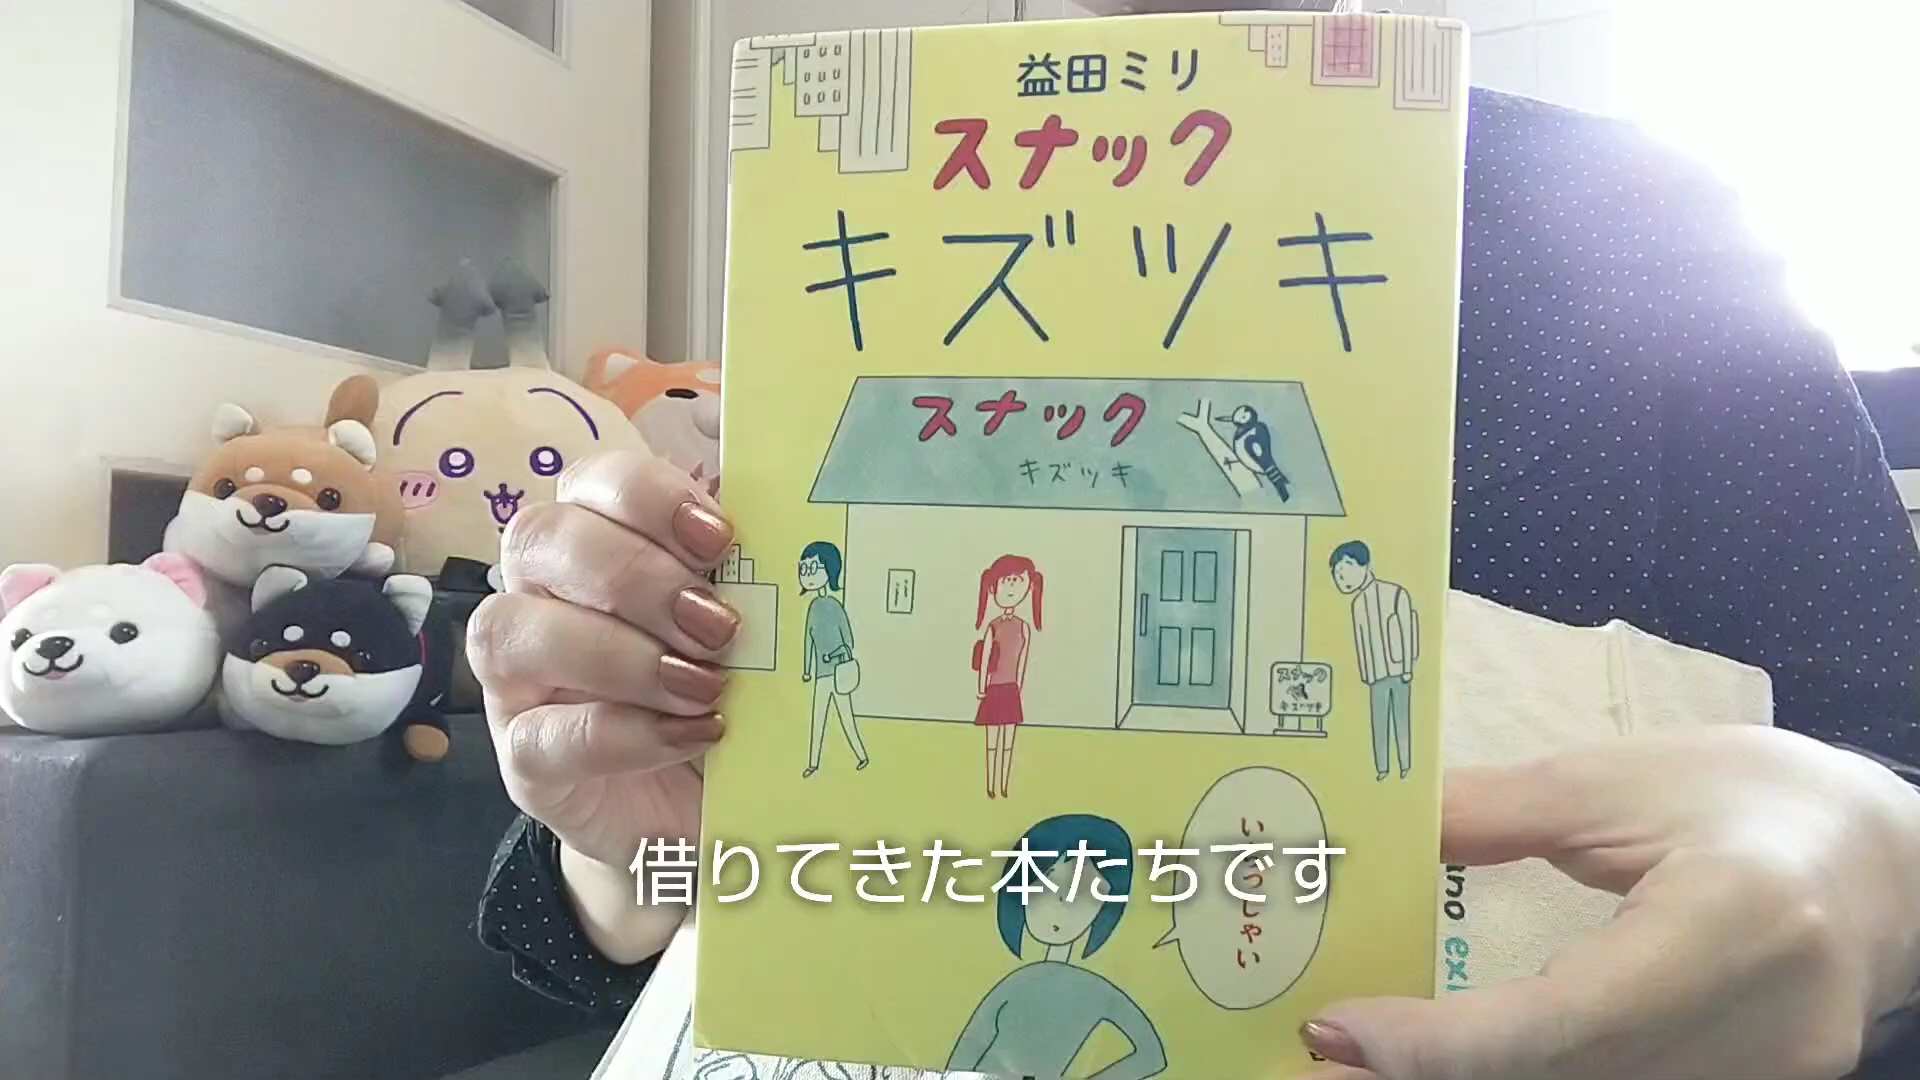 益田ミリ
スナック
キズツキ
スナック
キズツキ
スナック
キズツキ
いらっしゃい
借りてきた本たちです
ino exl